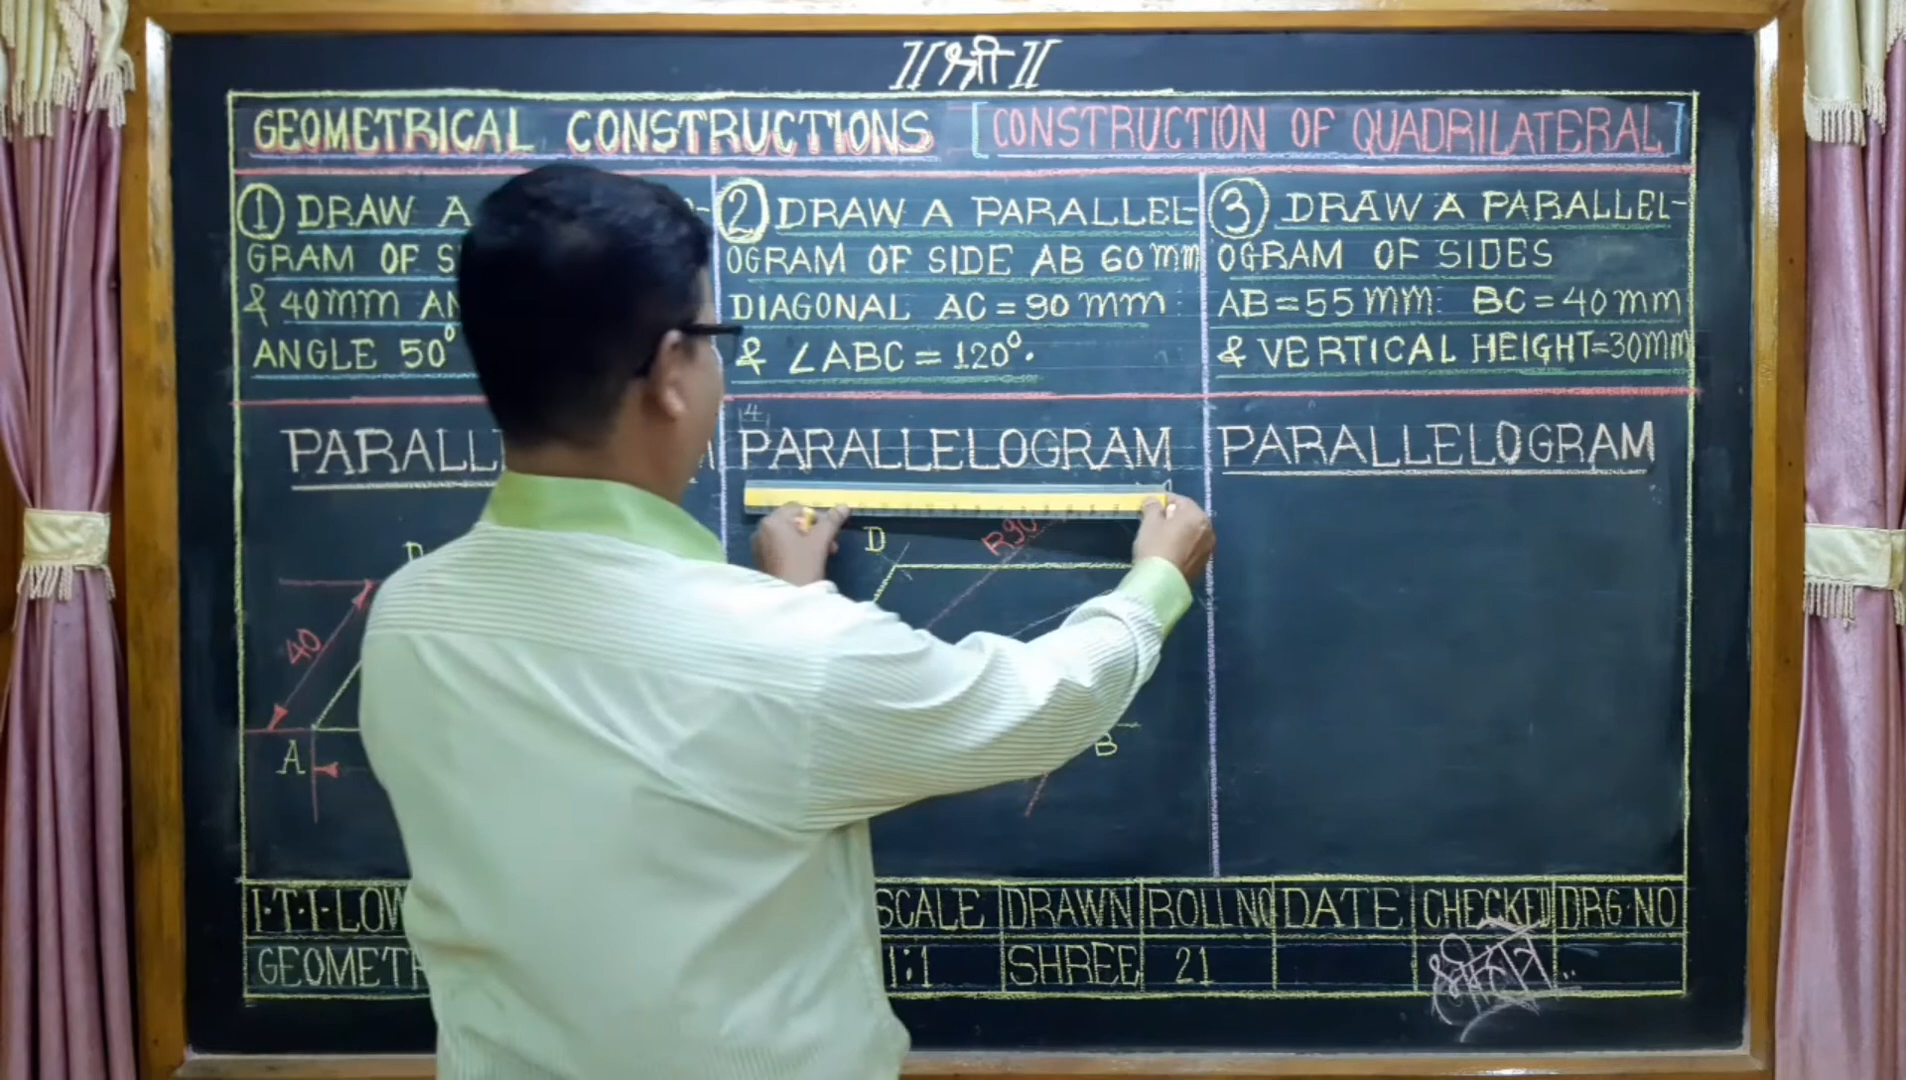 ॥ श्री ॥
GEOMETRICAL CONSTRUCTIONS [CONSTRUCTION OF QUADRILATERAL]
① DRAW A
GRAM OF S
& 40mm AN
ANGLE 50°
② DRAW A PARALLEL-
OGRAM OF SIDE AB 60mm
DIAGONAL AC = 90 mm
& ∠ABC = 120°.
③ DRAW A PARALLEL-
OGRAM OF SIDES
AB = 55 mm BC = 40mm
& VERTICAL HEIGHT=30mm
PARALL
40
A
14
PARALLELOGRAM
D
R90
B
PARALLELOGRAM
I.T.I-LOW SCALE DRAWN ROLL NO DATE CHECKED DRG.NO
GEOMETR 1:1 SHREE 21